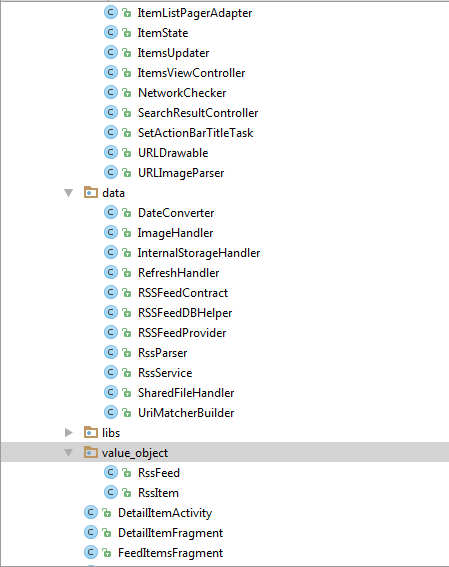 ItemListPagerAdapter
ItemState
ItemsUpdater
ItemsViewController
NetworkChecker
SearchResultController
SetActionBarTitleTask
URLDrawable
URLImageParser
data
DateConverter
ImageHandler
InternalStorageHandler
RefreshHandler
RSSFeedContract
RSSFeedDBHelper
RSSFeedProvider
RssParser
RssService
SharedFileHandler
UriMatcherBuilder
libs
value_object
RssFeed
RssItem
DetailItemActivity
DetailItemFragment
FeedItemsFragment